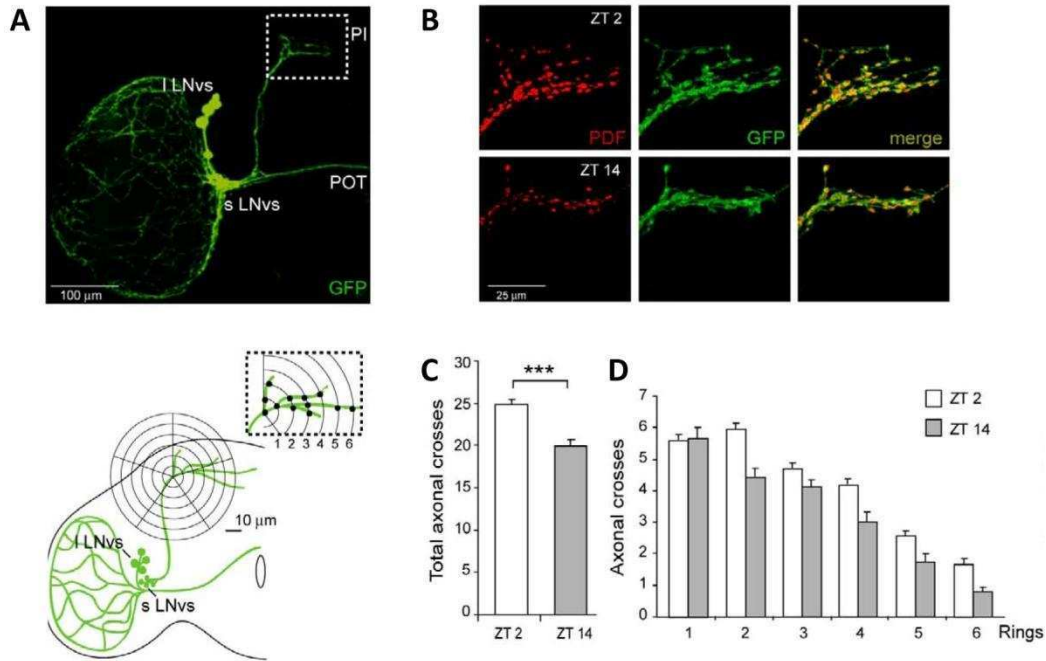 A
PI
l LNvs
POT
s LNvs
100 µm
GFP
B
ZT 2
PDF
GFP
merge
ZT 14
25 µm
1 2 3 4 5 6
10 µm
l LNvs
s LNvs
C
***
Total axonal crosses
30
25
20
15
10
5
0
ZT 2 ZT 14
D
ZT 2
ZT 14
Axonal crosses
7
6
5
4
3
2
1
0
1 2 3 4 5 6 Rings